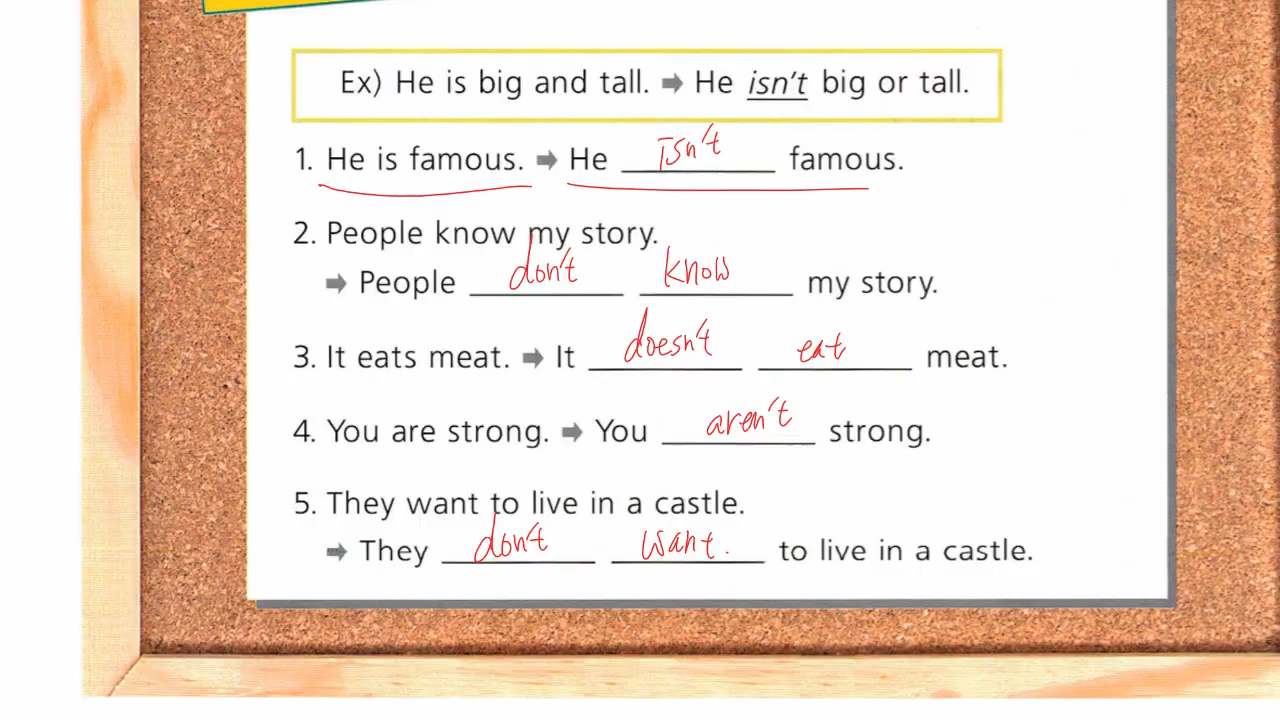 Ex) He is big and tall. ➡ He isn't big or tall.
1. He is famous. ➡ He isn't famous.
2. People know my story.
➡ People don't know my story.
3. It eats meat. ➡ It doesn't eat meat.
4. You are strong. ➡ You aren't strong.
5. They want to live in a castle.
➡ They don't want. to live in a castle.